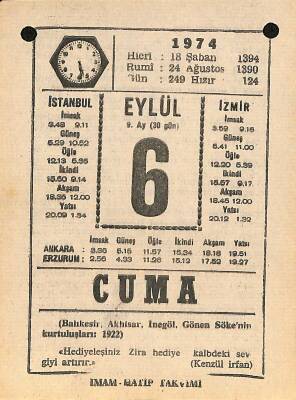 1974
Hicrî : 18 Şaban 1394
Rumî : 24 Ağustos 1390
Gün : 249 Hızır 124
İSTANBUL
İmsak
3.48 9.11
Güneş
5.29 10.52
Öğle
12.13 5.35
İkindi
15.50 9.14
Akşam
18.36 12.00
Yatsı
20.09 1.34
EYLÜL
9. Ay (30 gün)
6
İZMİR
İmsak
3.59 9.16
Güneş
5.41 11.00
Öğle
12.20 5.39
İkindi
15.57 9.17
Akşam
18.45 12.00
Yatsı
20.12 1.32
İmsak Güneş Öğle İkindi Akşam Yatsı
ANKARA : 3.36 5.15 11.57 15.34 18.18 19.51
ERZURUM : 2.56 4.33 11.26 15.12 17.52 19.27
CUMA
(Balıkesir, Akhisar, İnegöl, Gönen Söke'nin
kurtuluşları: 1922)
«Hediyeleşiniz Zira hediye kalbdeki sev
giyi artırır.» (Kenzül irfan)
İMAM - HATİP TAKVİMİ